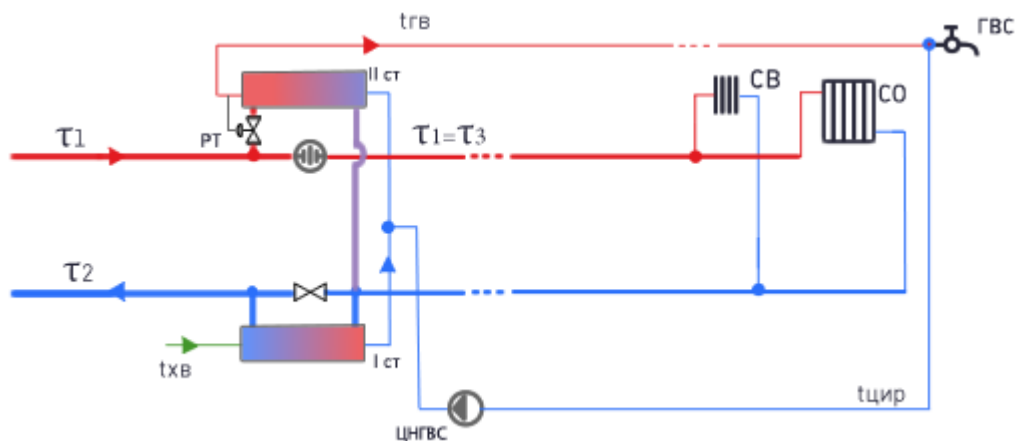 tгв
ГВС
II ст
СВ
СО
РТ
τ1
τ1=τ3
τ2
tхв
I ст
tцир
ЦНГВС